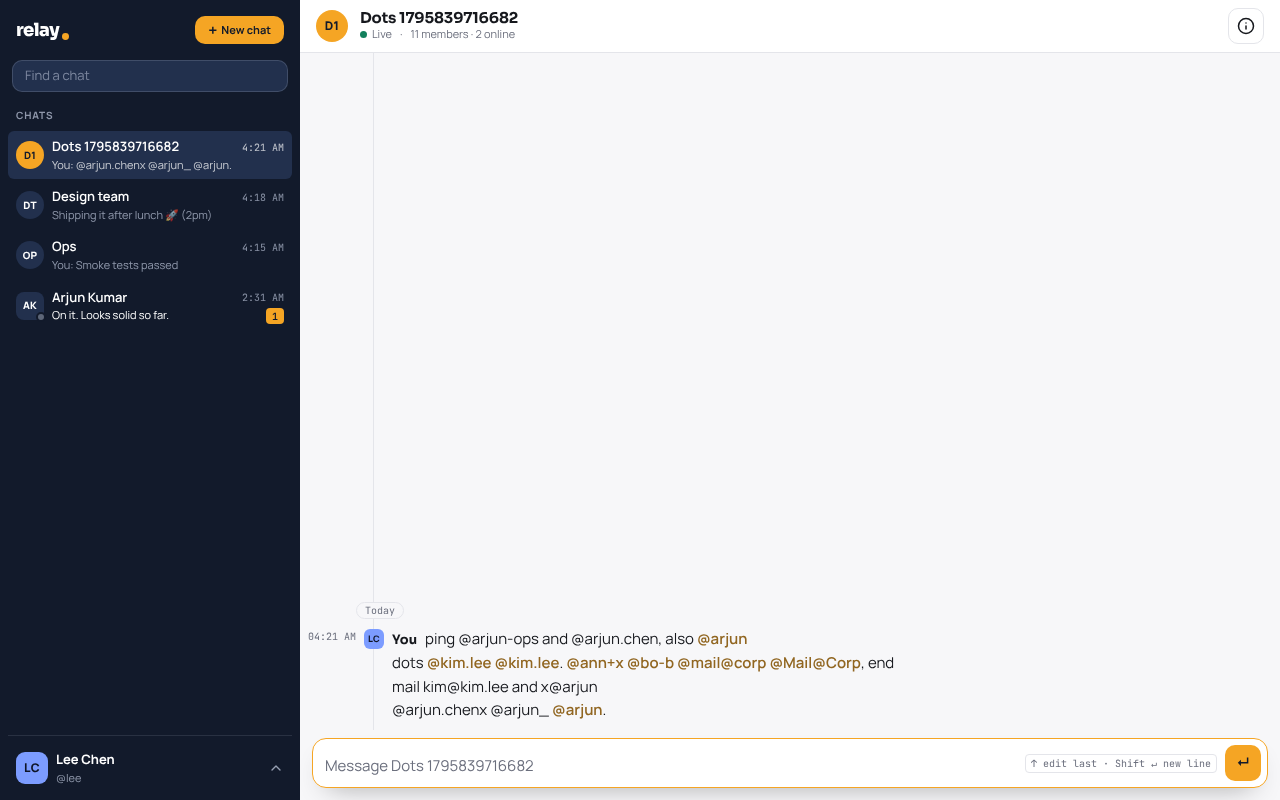 relay.
+ New chat
Find a chat
CHATS
D1
Dots 1795839716682
4:21 AM
You: @arjun.chenx @arjun_ @arjun.
DT
Design team
4:18 AM
Shipping it after lunch 🚀 (2pm)
OP
Ops
4:15 AM
You: Smoke tests passed
AK
Arjun Kumar
2:31 AM
On it. Looks solid so far.
1
LC
Lee Chen
@lee
D1
Dots 1795839716682
Live · 11 members · 2 online
Today
04:21 AM
LC
You ping @arjun-ops and @arjun.chen, also @arjun
dots @kim.lee @kim.lee. @ann+x @bo-b @mail@corp @Mail@Corp, end
mail kim@kim.lee and x@arjun
@arjun.chenx @arjun_ @arjun.
Message Dots 1795839716682
↑ edit last · Shift ↵ new line